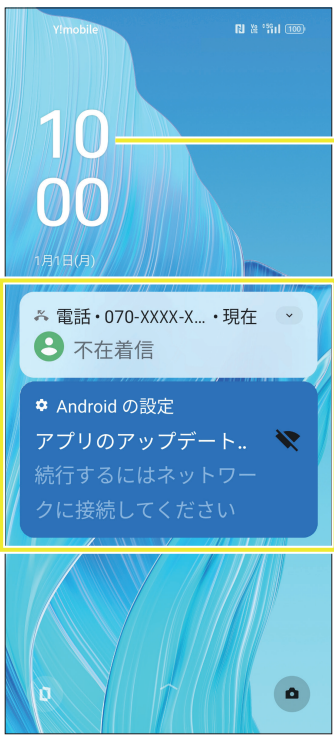 Y!mobile
100
10
00
1月1日(月)
電話・070-XXXX-X...・現在
不在着信
Android の設定
アプリのアップデート..
続行するにはネットワー
クに接続してください